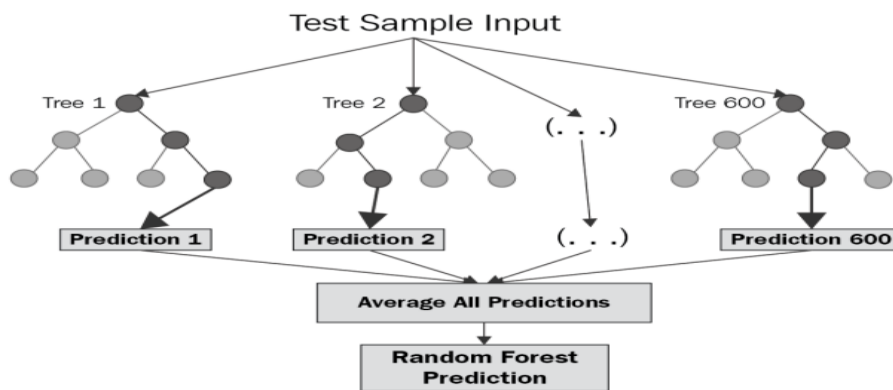 Test Sample Input
Tree 1
Tree 2
(. . .)
Tree 600
Prediction 1
Prediction 2
(. . .)
Prediction 600
Average All Predictions
Random Forest
Prediction